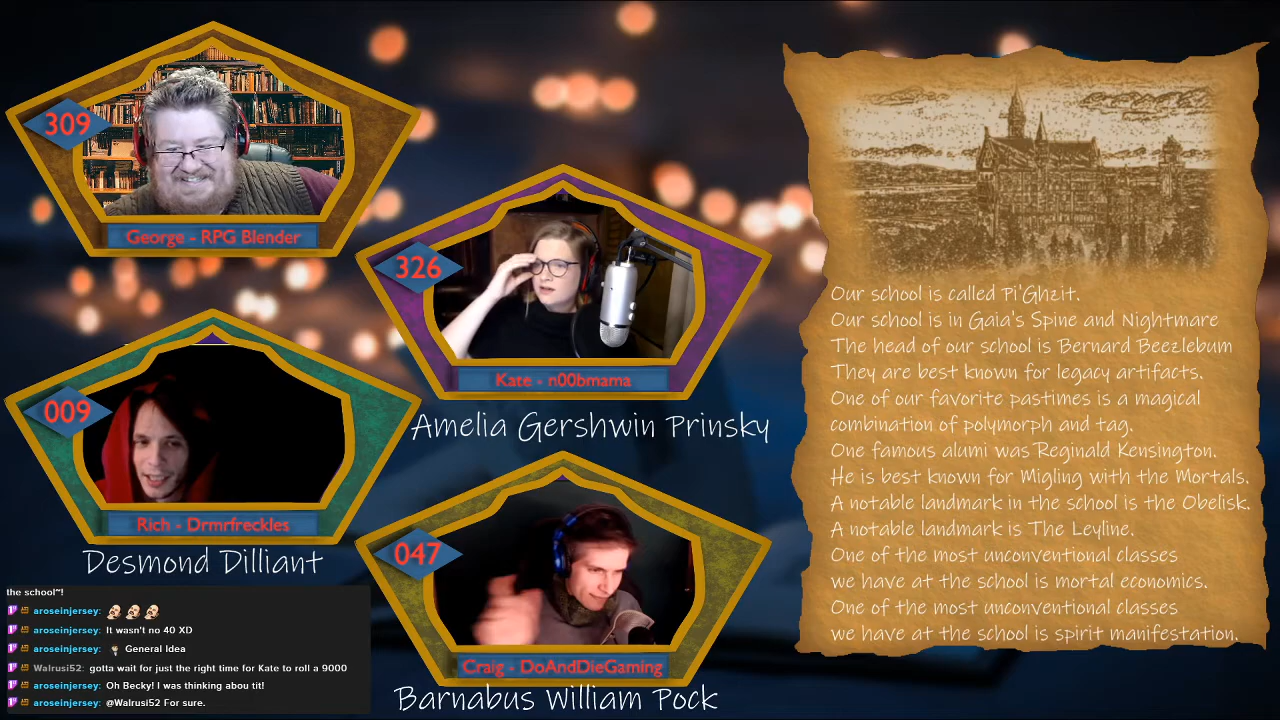 309
George - RPG Blender
326
Kate - n00bmama
Amelia Gershwin Prinsky
009
Rich - Drmrfreckles
Desmond Dilliant
047
Craig - DoAndDieGaming
Barnabus William Pock
the school~!
aroseinjersey:
aroseinjersey: It wasn't no 40 XD
aroseinjersey: General Idea
Walrusi52: gotta wait for just the right time for Kate to roll a 9000
aroseinjersey: Oh Becky! I was thinking abou tit!
aroseinjersey: @Walrusi52 For sure.
Our school is called Pi'Ghzit.
Our school is in Gaia's Spine and Nightmare
The head of our school is Bernard Beezlebum
They are best known for legacy artifacts.
One of our favorite pastimes is a magical
combination of polymorph and tag.
One famous alumi was Reginald Kensington.
He is best known for Migling with the Mortals.
A notable landmark in the school is the Obelisk.
A notable landmark is The Leyline.
One of the most unconventional classes
we have at the school is mortal economics.
One of the most unconventional classes
we have at the school is spirit manifestation.